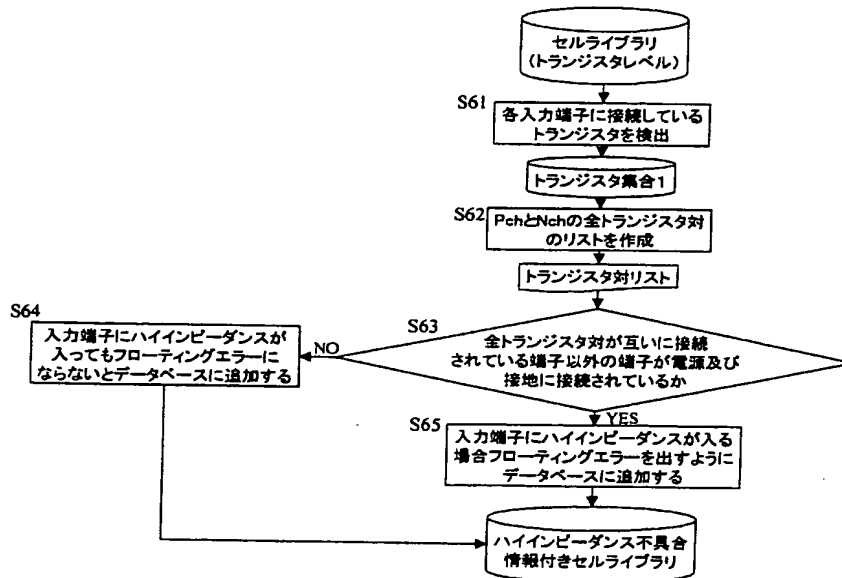 セルライブラリ
(トランジスタレベル)
S61
各入力端子に接続している
トランジスタを検出
トランジスタ集合1
S62
PchとNchの全トランジスタ対
のリストを作成
トランジスタ対リスト
S63
全トランジスタ対が互いに接続
されている端子以外の端子が電源及び
接地に接続されているか
NO
S64
入力端子にハイインピーダンスが
入ってもフローティングエラーに
ならないとデータベースに追加する
YES
S65
入力端子にハイインピーダンスが入る
場合フローティングエラーを出すように
データベースに追加する
ハイインピーダンス不具合
情報付きセルライブラリ